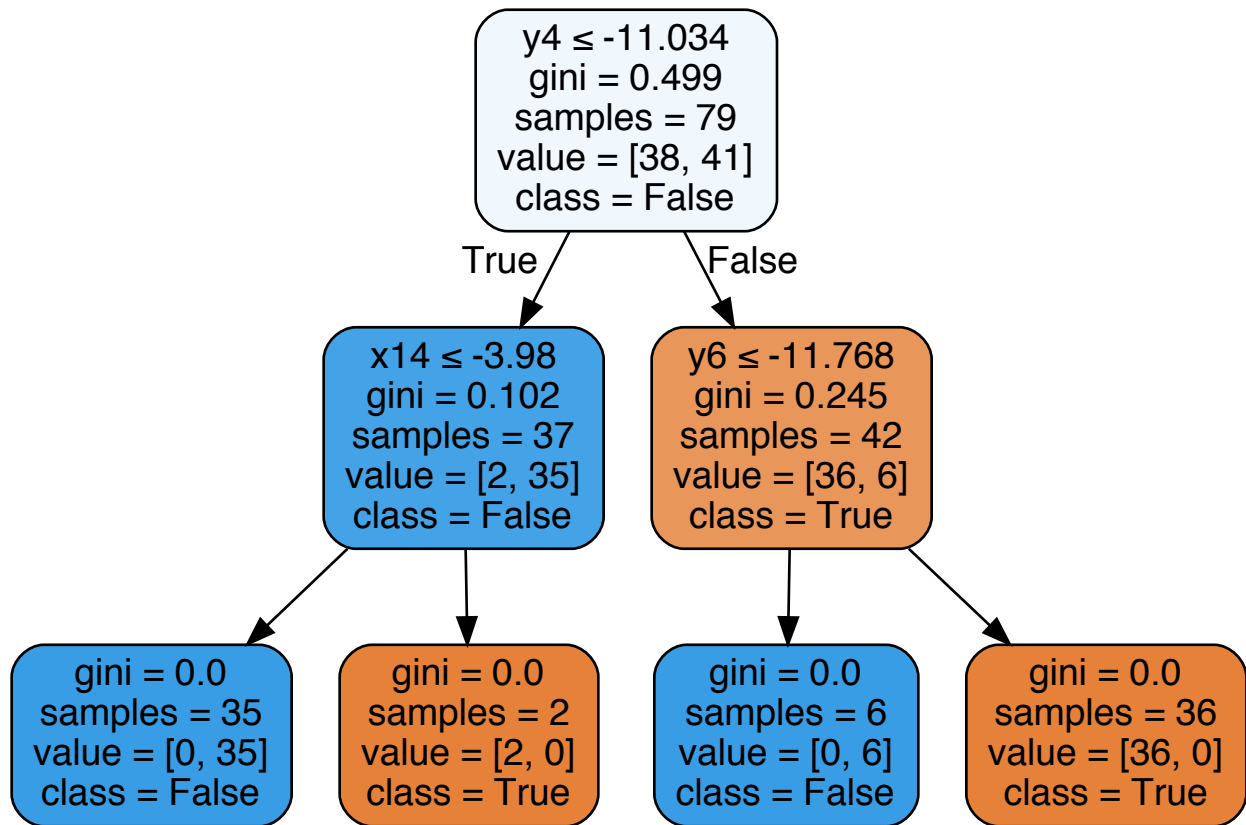 y4 ≤ -11.034
gini = 0.499
samples = 79
value = [38, 41]
class = False
True
False
x14 ≤ -3.98
gini = 0.102
samples = 37
value = [2, 35]
class = False
y6 ≤ -11.768
gini = 0.245
samples = 42
value = [36, 6]
class = True
gini = 0.0
samples = 35
value = [0, 35]
class = False
gini = 0.0
samples = 2
value = [2, 0]
class = True
gini = 0.0
samples = 6
value = [0, 6]
class = False
gini = 0.0
samples = 36
value = [36, 0]
class = True